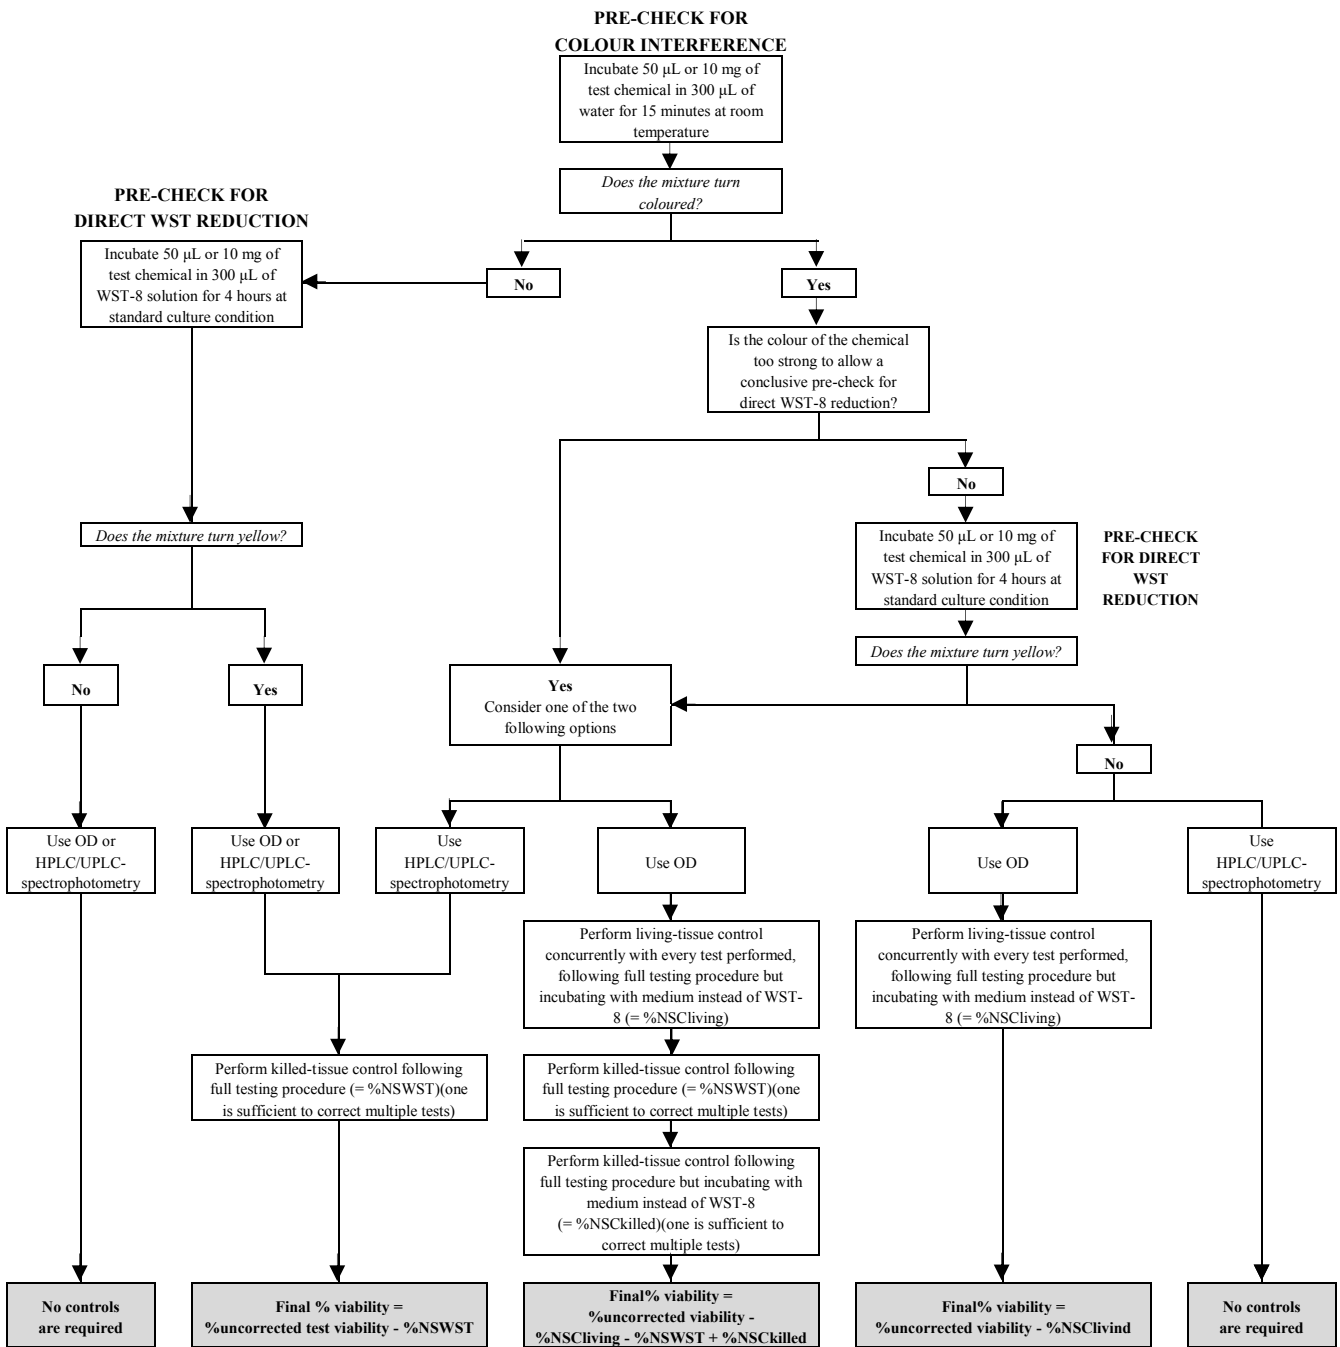 PRE-CHECK FOR
COLOUR INTERFERENCE
Incubate 50 µL or 10 mg of
test chemical in 300 µL of
water for 15 minutes at room
temperature
Does the mixture turn
coloured?
No
Yes
PRE-CHECK FOR
DIRECT WST REDUCTION
Incubate 50 µL or 10 mg of
test chemical in 300 µL of
WST-8 solution for 4 hours at
standard culture condition
Is the colour of the chemical
too strong to allow a
conclusive pre-check for
direct WST-8 reduction?
No
Does the mixture turn yellow?
Incubate 50 µL or 10 mg of
test chemical in 300 µL of
WST-8 solution for 4 hours at
standard culture condition
PRE-CHECK
FOR DIRECT
WST
REDUCTION
Does the mixture turn yellow?
No
Yes
Yes
Consider one of the two
following options
No
Use OD or
HPLC/UPLC-
spectrophotometry
Use OD or
HPLC/UPLC-
spectrophotometry
Use
HPLC/UPLC-
spectrophotometry
Use OD
Use OD
Use
HPLC/UPLC-
spectrophotometry
Perform living-tissue control
concurrently with every test performed,
following full testing procedure but
incubating with medium instead of WST-
8 (= %NSCliving)
Perform living-tissue control
concurrently with every test performed,
following full testing procedure but
incubating with medium instead of WST-
8 (= %NSCliving)
Perform killed-tissue control following
full testing procedure (= %NSWST)(one
is sufficient to correct multiple tests)
Perform killed-tissue control following
full testing procedure (= %NSWST)(one
is sufficient to correct multiple tests)
Perform killed-tissue control following
full testing procedure but incubating with
medium instead of WST-8
(= %NSCkilled)(one is sufficient to
correct multiple tests)
No controls
are required
Final % viability =
%uncorrected test viability - %NSWST
Final% viability =
%uncorrected viability -
%NSCliving - %NSWST + %NSCkilled
Final% viability =
%uncorrected viability - %NSClivind
No controls
are required